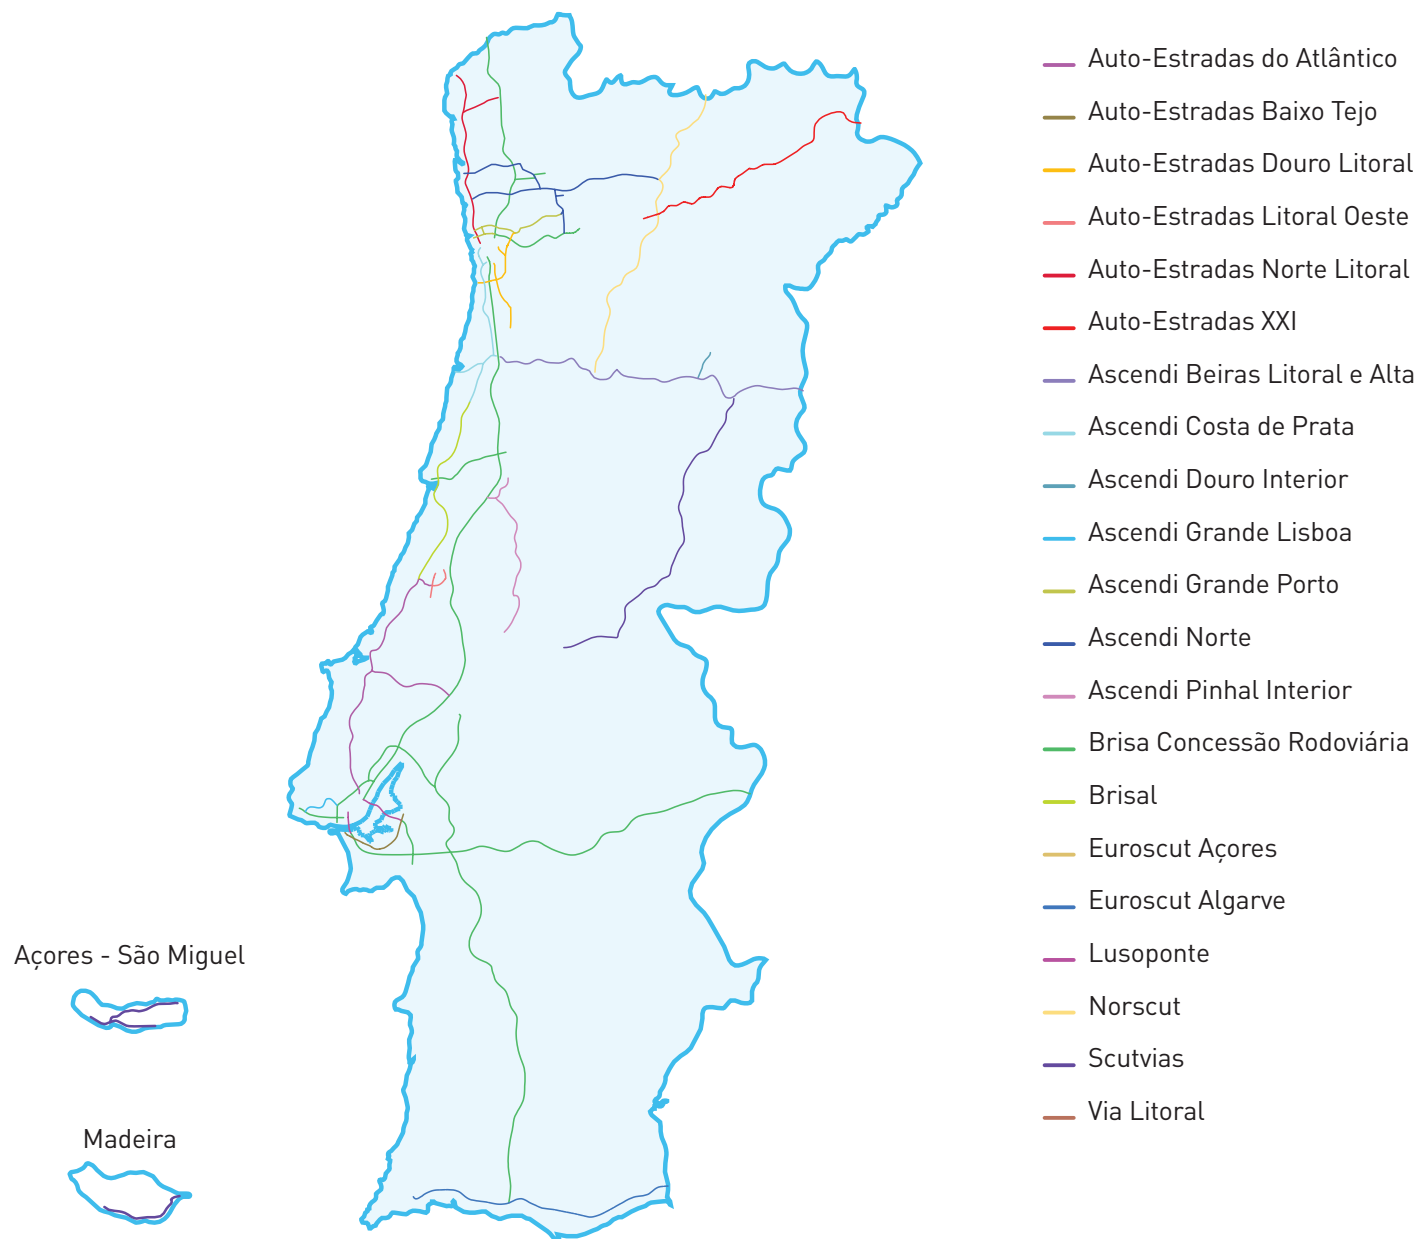 Auto-Estradas do Atlântico
Auto-Estradas Baixo Tejo
Auto-Estradas Douro Litoral
Auto-Estradas Litoral Oeste
Auto-Estradas Norte Litoral
Auto-Estradas XXI
Ascendi Beiras Litoral e Alta
Ascendi Costa de Prata
Ascendi Douro Interior
Ascendi Grande Lisboa
Ascendi Grande Porto
Ascendi Norte
Ascendi Pinhal Interior
Brisa Concessão Rodoviária
Brisal
Euroscut Açores
Euroscut Algarve
Lusoponte
Norscut
Scutvias
Via Litoral
Açores - São Miguel
Madeira